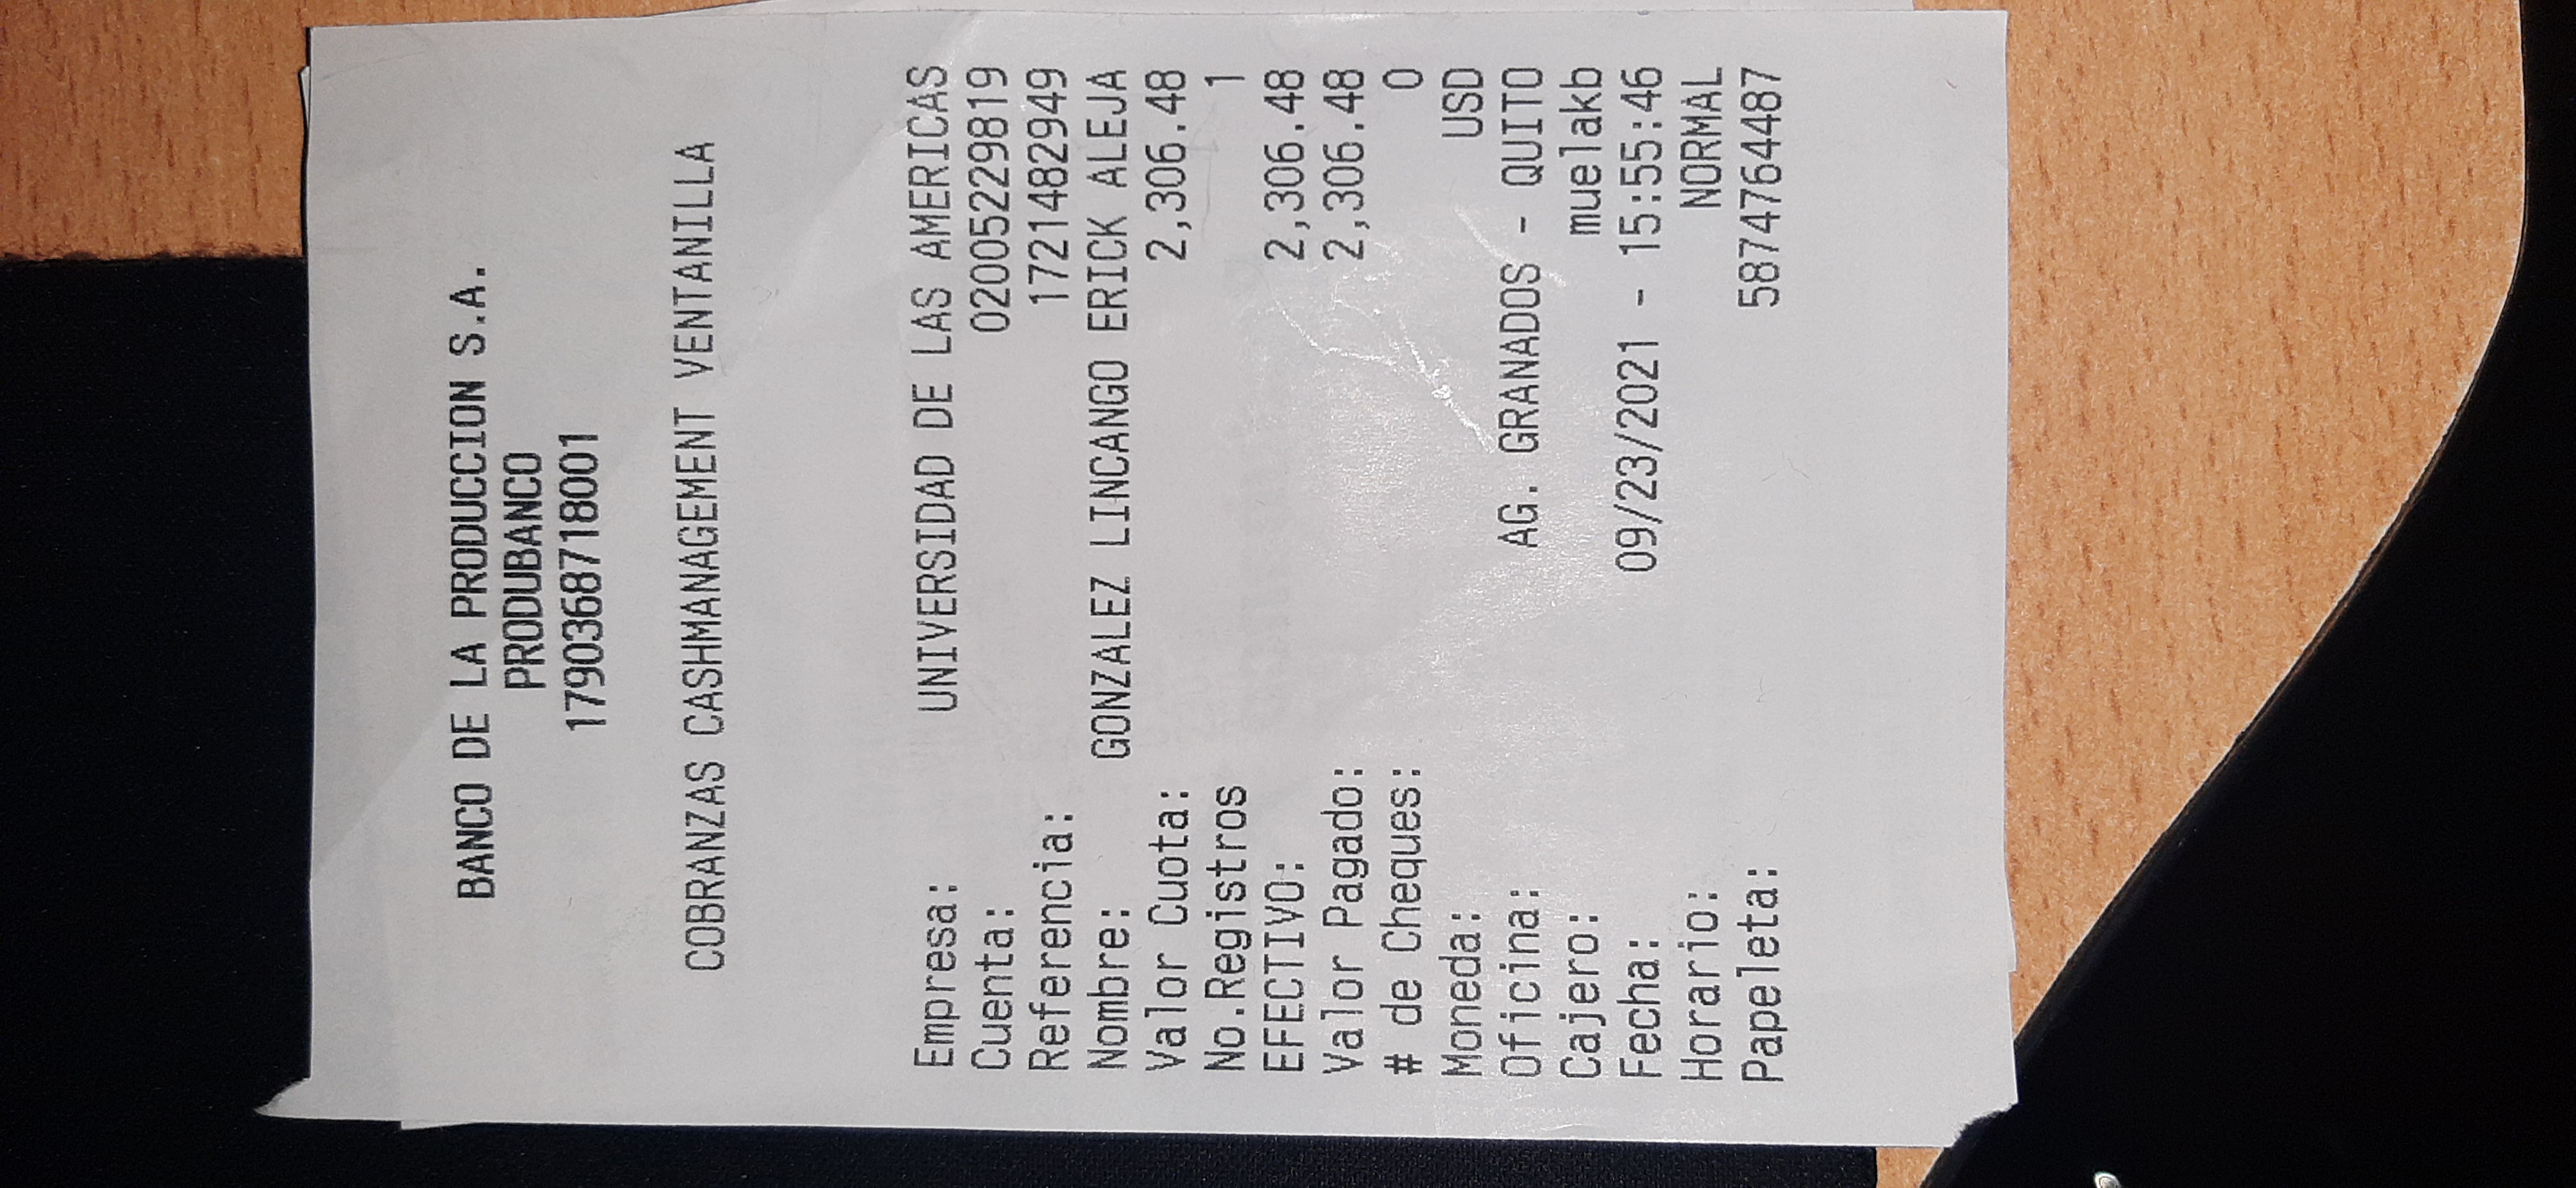 BANCO DE LA PRODUCCION S.A.
PRODUBANCO
1790368718001
COBRANZAS CASHMANAGEMENT VENTANILLA
Empresa: UNIVERSIDAD DE LAS AMERICAS
Cuenta: 02005229819
Referencia: 1721482949
Nombre: GONZALEZ LINCANGO ERICK ALEJA
Valor Cuota: 2,306.48
No.Registros 1
EFECTIVO: 2,306.48
Valor Pagado: 2,306.48
# de Cheques: 0
Moneda: USD
Oficina: AG. GRANADOS - QUITO
Cajero: muelakb
Fecha: 09/23/2021 - 15:55:46
Horario: NORMAL
Papeleta: 5874764487